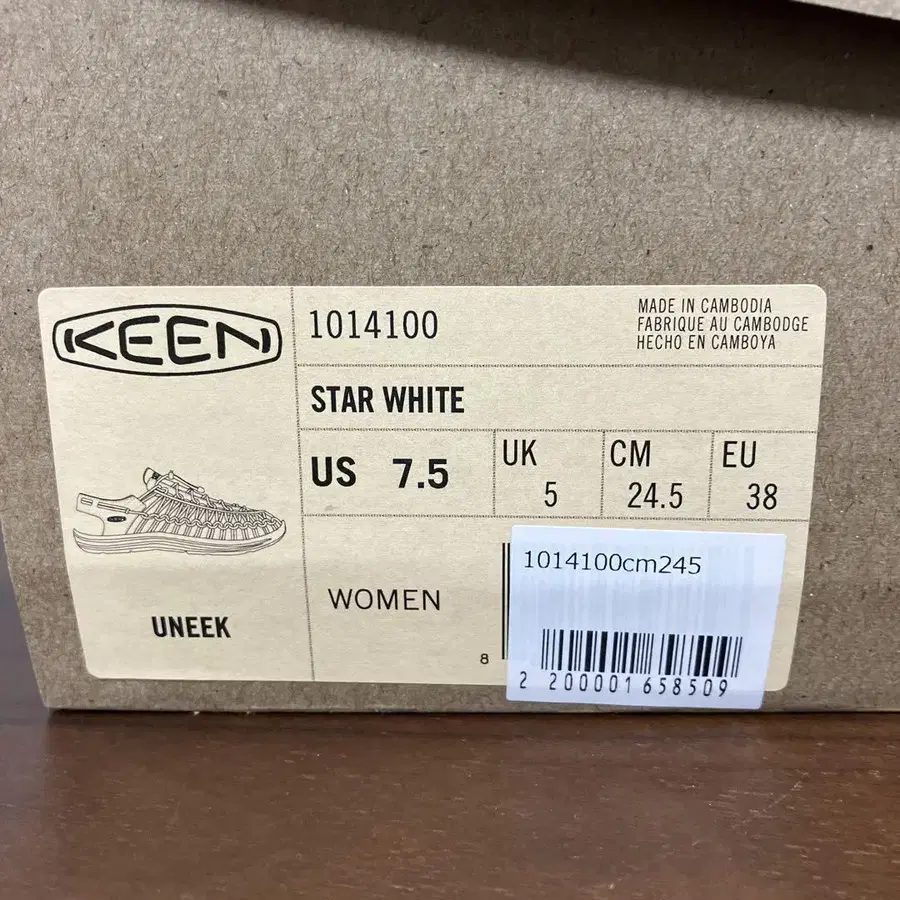 KEEN
1014100
MADE IN CAMBODIA
FABRIQUE AU CAMBODGE
HECHO EN CAMBOYA
STAR WHITE
US 7.5
UK
5
CM
24.5
EU
38
KEEN
UNEEK
WOMEN
8
1014100cm245
2 200001 658509